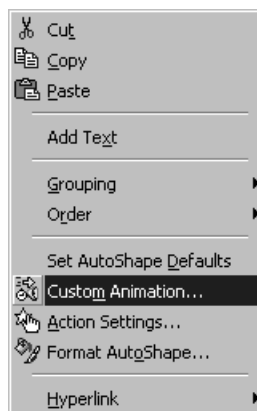 Cut
Copy
Paste
Add Text
Grouping
Order
Set AutoShape Defaults
Custom Animation...
Action Settings...
Format AutoShape...
Hyperlink